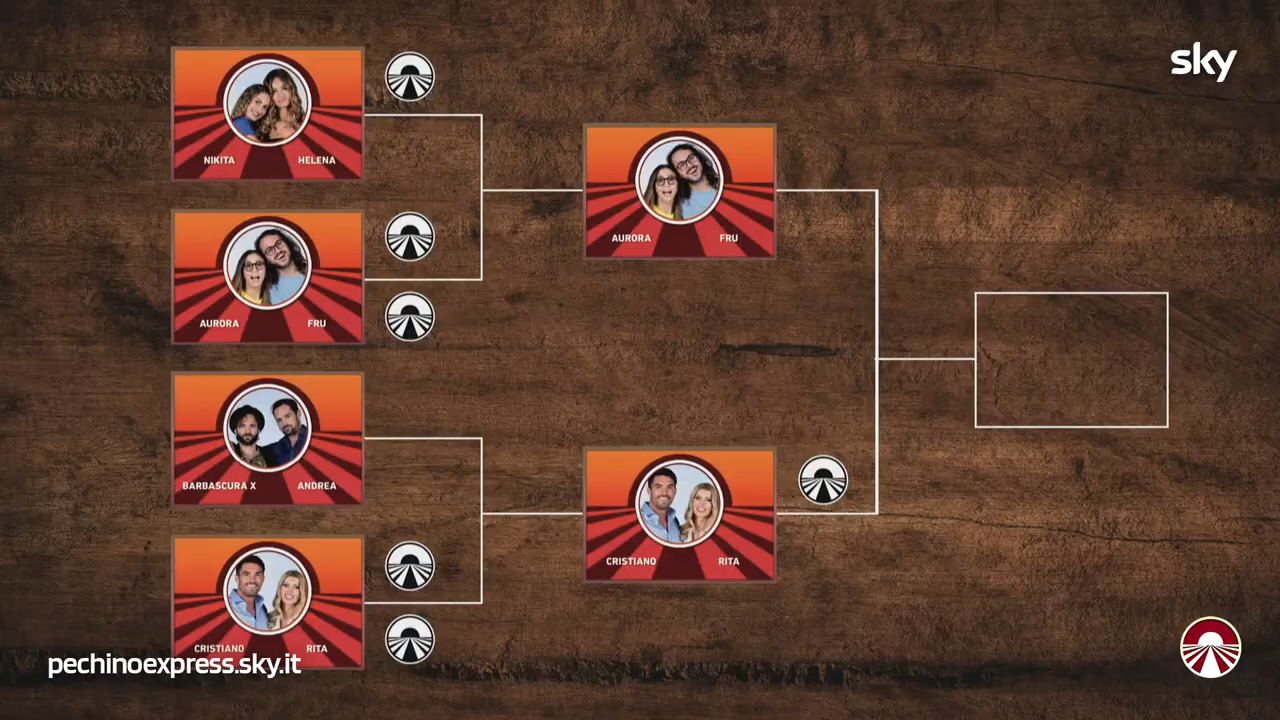 sky
NIKITA HELENA
AURORA FRU
AURORA FRU
BARBASCURA X ANDREA
CRISTIANO RITA
CRISTIANO RITA
pechinoexpress.sky.it